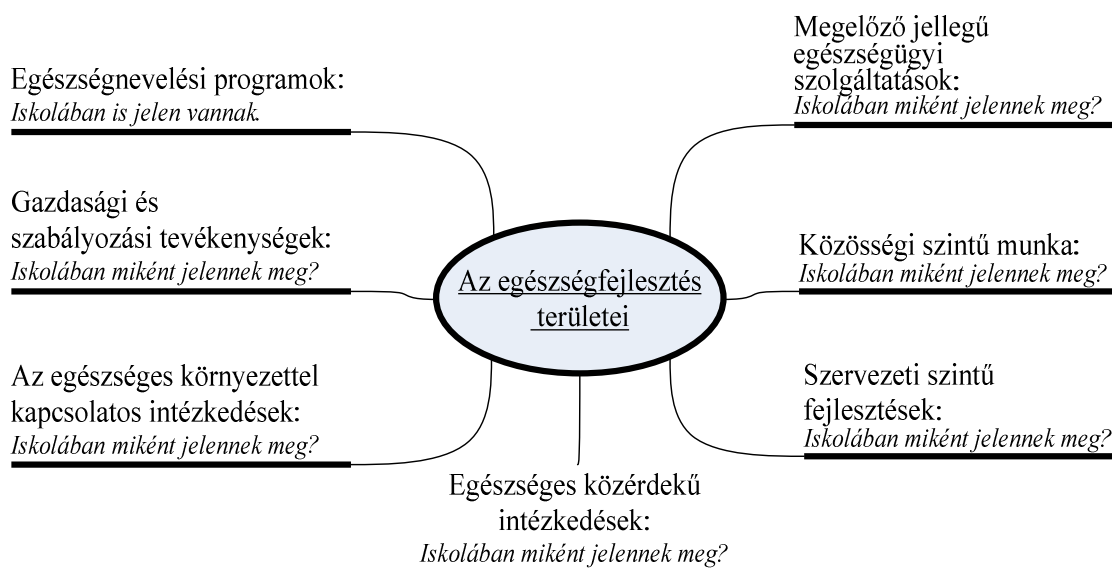 Egészségnevelési programok:
Iskolában is jelen vannak.
Gazdasági és
szabályozási tevékenységek:
Iskolában miként jelennek meg?
Az egészséges környezettel
kapcsolatos intézkedések:
Iskolában miként jelennek meg?
Az egészségfejlesztés
területei
Megelőző jellegű
egészségügyi
szolgáltatások:
Iskolában miként jelennek meg?
Közösségi szintű munka:
Iskolában miként jelennek meg?
Szervezeti szintű
fejlesztések:
Iskolában miként jelennek meg?
Egészséges közérdekű
intézkedések:
Iskolában miként jelennek meg?